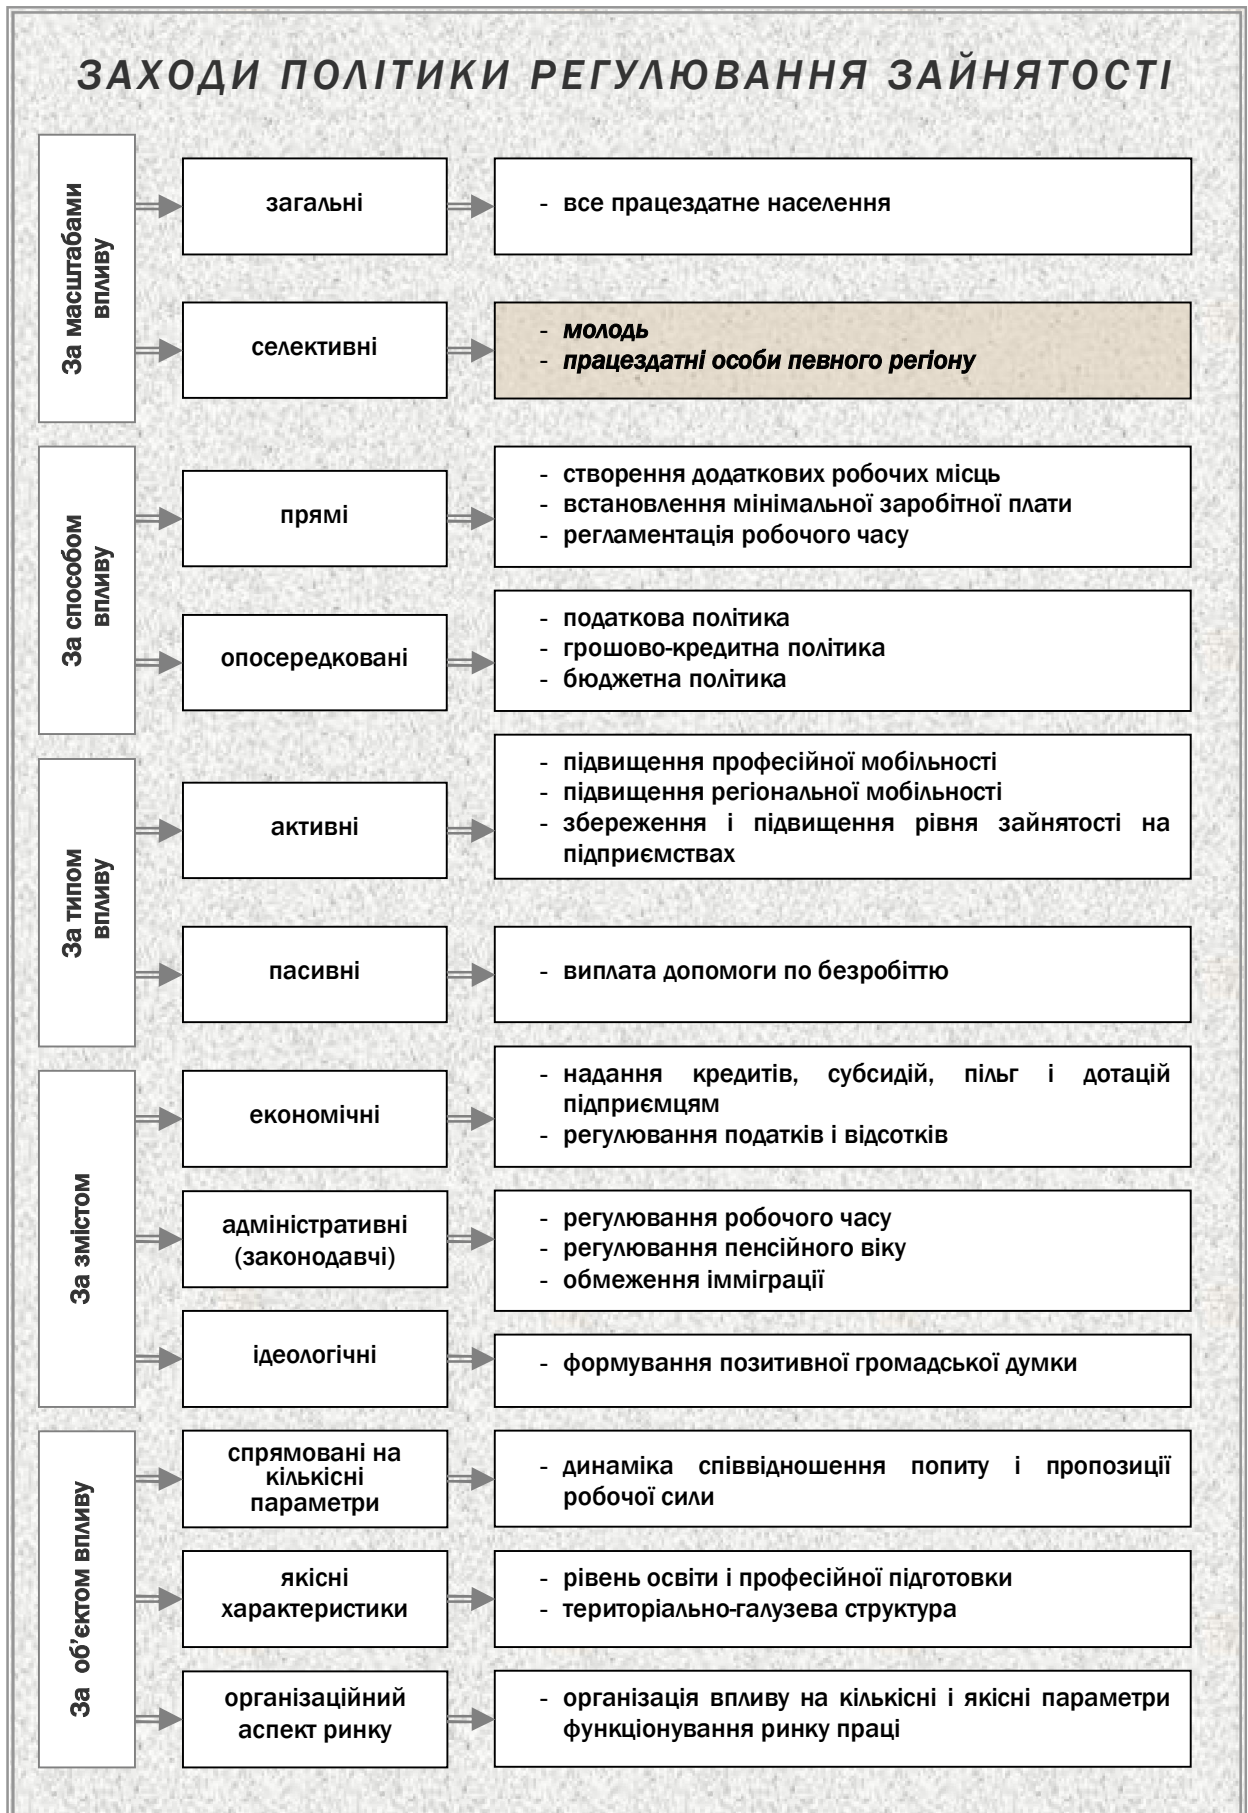 ЗАХОДИ ПОЛІТИКИ РЕГУЛЮВАННЯ ЗАЙНЯТОСТІ
За масштабами
впливу
загальні
- все працездатне населення
селективні
- молодь
- працездатні особи певного регіону
За способом
впливу
прямі
- створення додаткових робочих місць
- встановлення мінімальної заробітної плати
- регламентація робочого часу
опосередковані
- податкова політика
- грошово-кредитна політика
- бюджетна політика
За типом
впливу
активні
- підвищення професійної мобільності
- підвищення регіональної мобільності
- збереження і підвищення рівня зайнятості на
підприємствах
пасивні
- виплата допомоги по безробіттю
За змістом
економічні
- надання кредитів, субсидій, пільг і дотацій
підприємцям
- регулювання податків і відсотків
адміністративні
(законодавчі)
- регулювання робочого часу
- регулювання пенсійного віку
- обмеження імміграції
ідеологічні
- формування позитивної громадської думки
За об’єктом впливу
спрямовані на
кількісні
параметри
- динаміка співвідношення попиту і пропозиції
робочої сили
якісні
характеристики
- рівень освіти і професійної підготовки
- територіально-галузева структура
організаційний
аспект ринку
- організація впливу на кількісні і якісні параметри
функціонування ринку праці